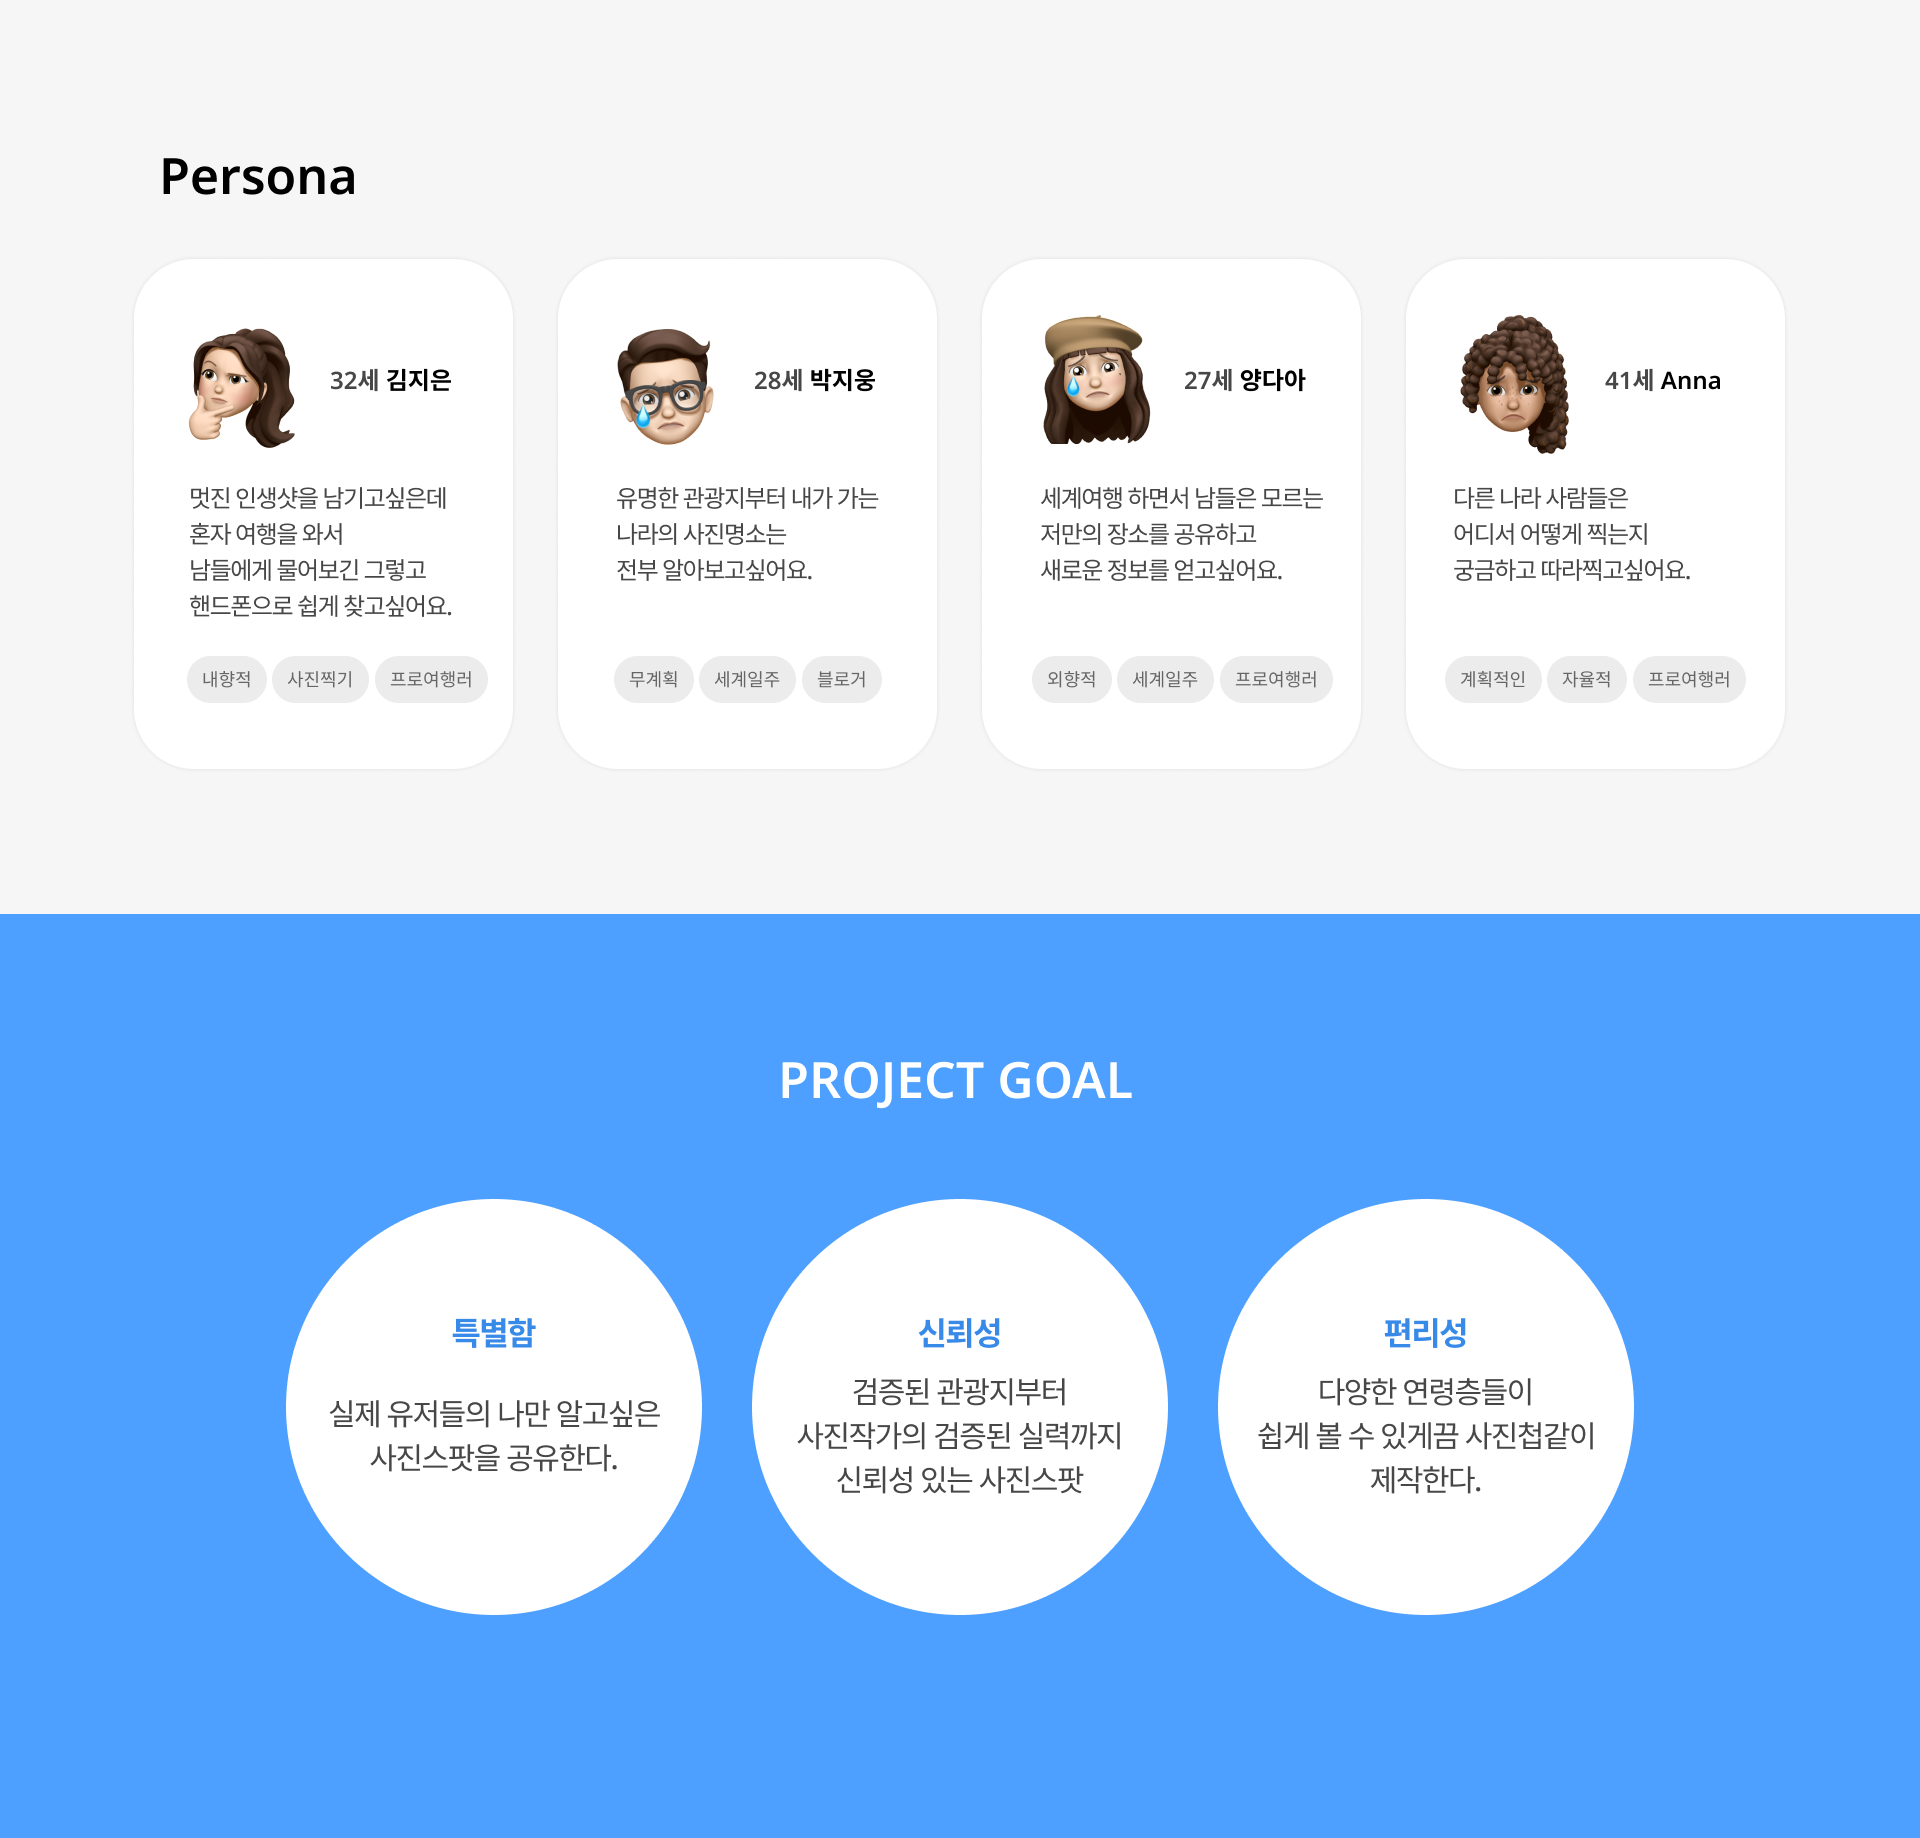 Persona
32세 김지은
멋진 인생샷을 남기고싶은데
혼자 여행을 와서
남들에게 물어보긴 그렇고
핸드폰으로 쉽게 찾고싶어요.
내향적 사진찍기 프로여행러
28세 박지웅
유명한 관광지부터 내가 가는
나라의 사진명소는
전부 알아보고싶어요.
무계획 세계일주 블로거
27세 양다아
세계여행 하면서 남들은 모르는
저만의 장소를 공유하고
새로운 정보를 얻고싶어요.
외향적 세계일주 프로여행러
41세 Anna
다른 나라 사람들은
어디서 어떻게 찍는지
궁금하고 따라찍고싶어요.
계획적인 자율적 프로여행러
PROJECT GOAL
특별함
실제 유저들의 나만 알고싶은
사진스팟을 공유한다.
신뢰성
검증된 관광지부터
사진작가의 검증된 실력까지
신뢰성 있는 사진스팟
편리성
다양한 연령층들이
쉽게 볼 수 있게끔 사진첩같이
제작한다.